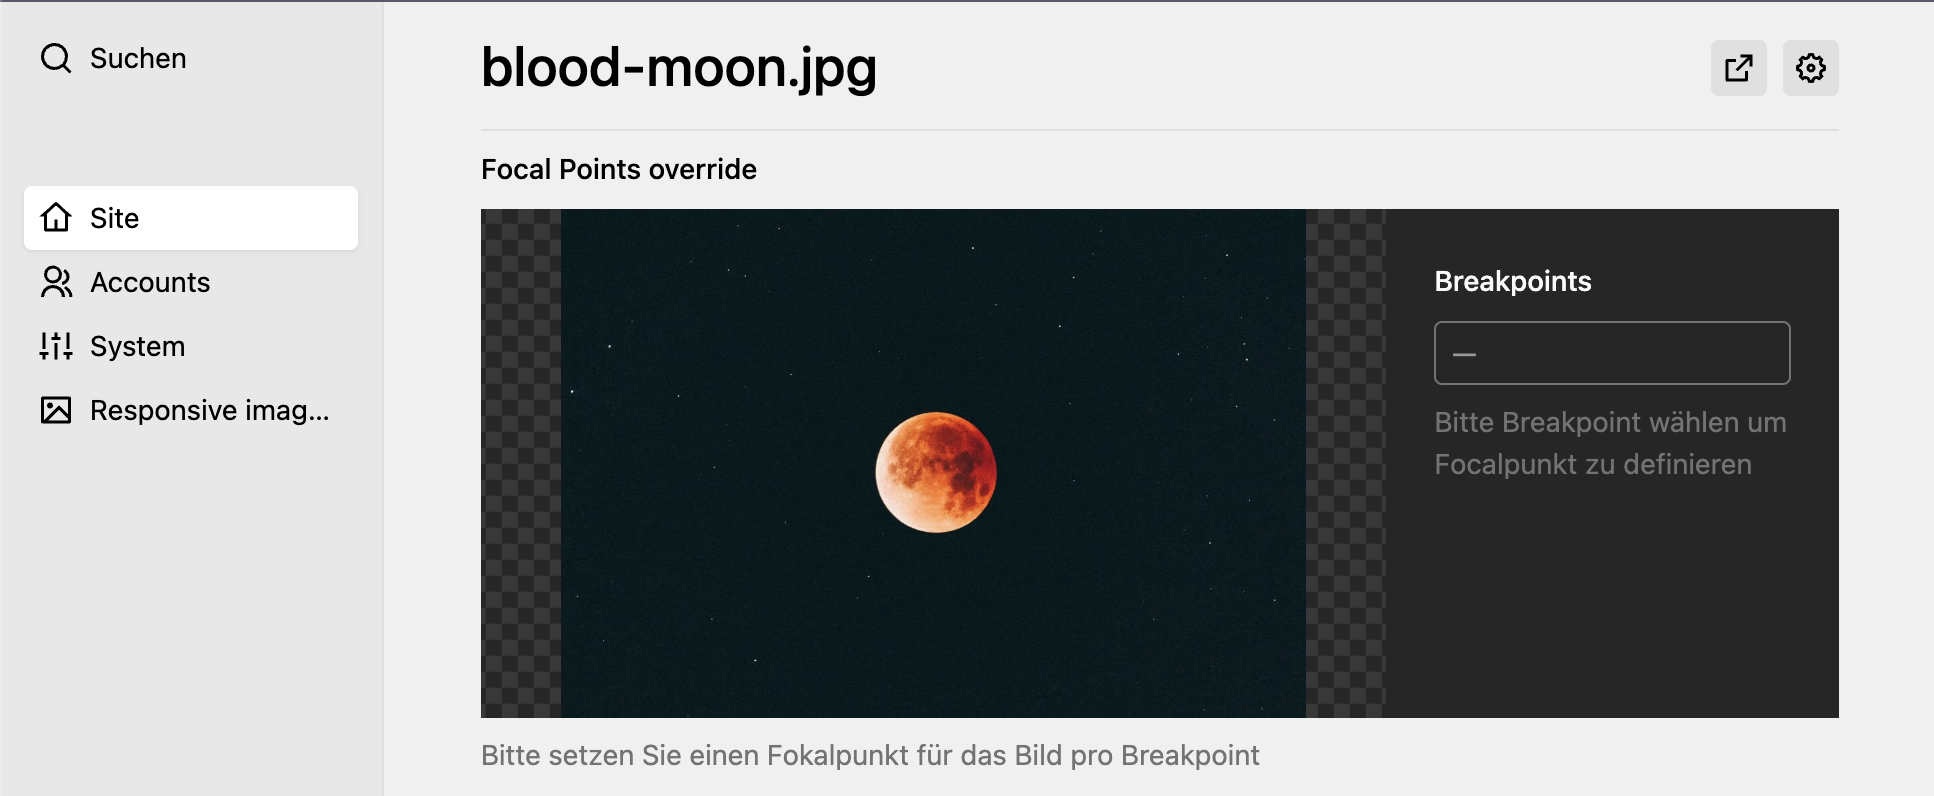 Suchen
Site
Accounts
System
Responsive imag...
blood-moon.jpg
Focal Points override
Breakpoints
—
Bitte Breakpoint wählen um
Focalpunkt zu definieren
Bitte setzen Sie einen Fokalpunkt für das Bild pro Breakpoint